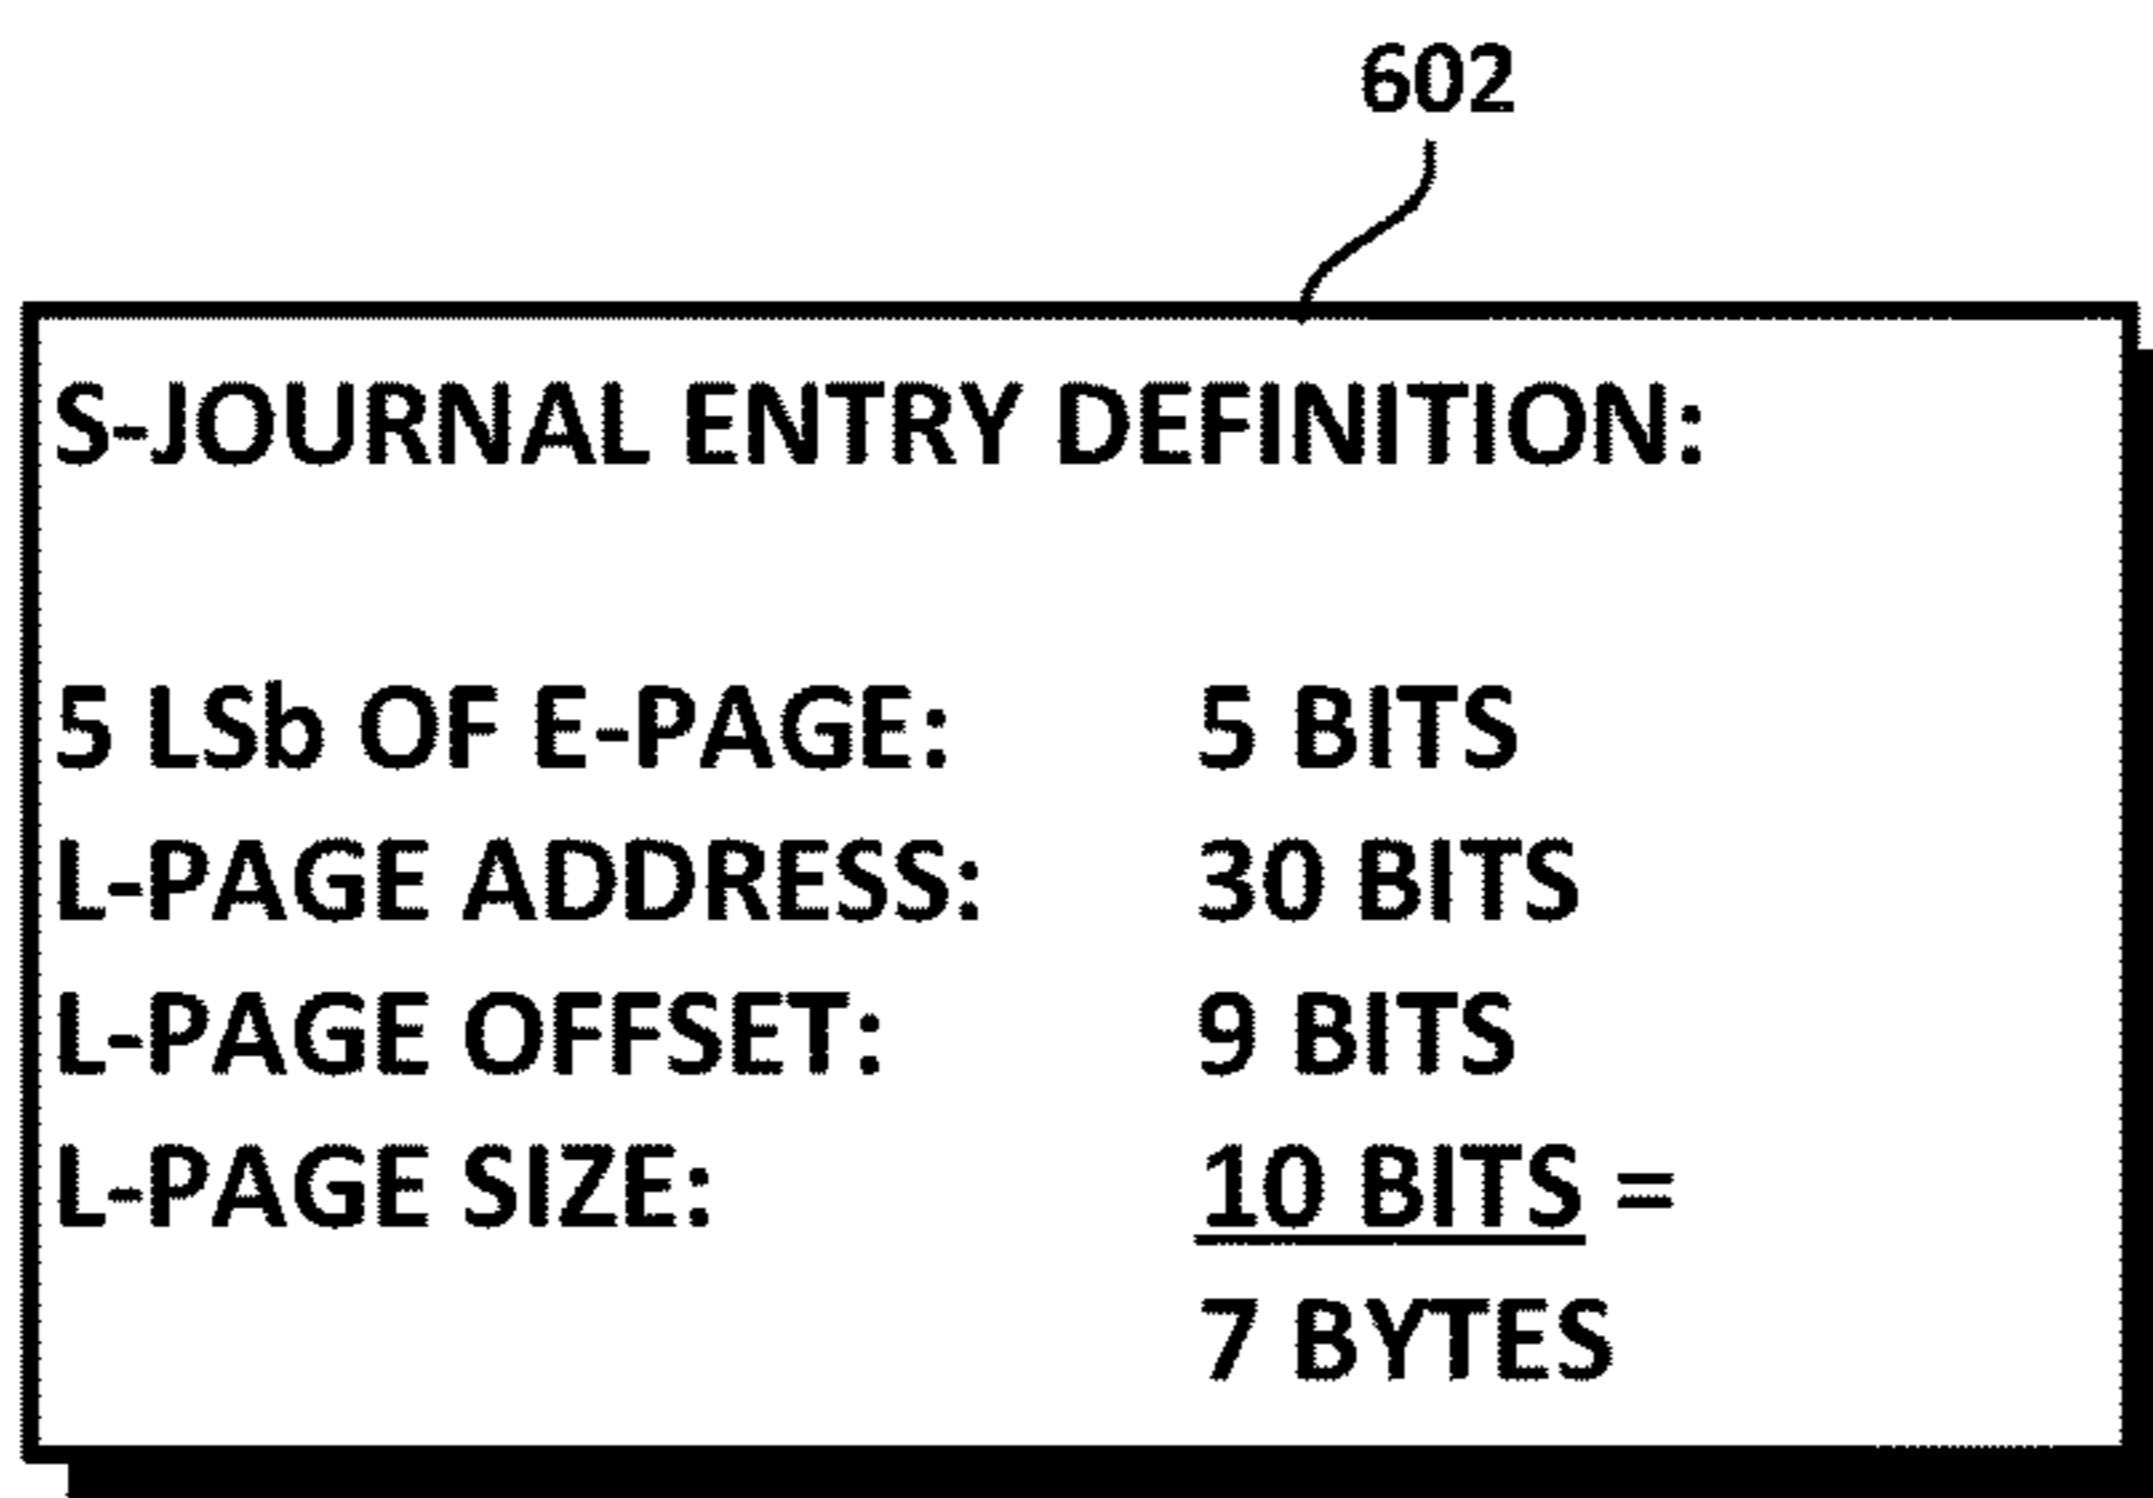 602
S-JOURNAL ENTRY DEFINITION:
5 LSb OF E-PAGE: 5 BITS
L-PAGE ADDRESS: 30 BITS
L-PAGE OFFSET: 9 BITS
L-PAGE SIZE: 10 BITS =
7 BYTES